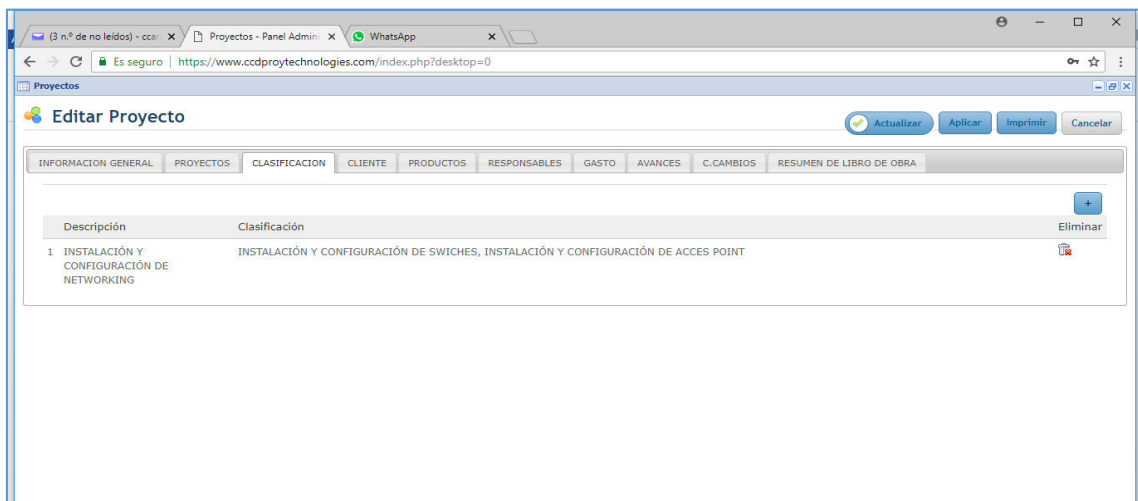 (3 n.º de no leídos) - cca
Proyectos - Panel Admin
WhatsApp
Es seguro | https://www.ccdproytechnologies.com/index.php?desktop=0
Proyectos
Editar Proyecto
Actualizar
Aplicar
Imprimir
Cancelar
INFORMACION GENERAL PROYECTOS CLASIFICACION CLIENTE PRODUCTOS RESPONSABLES GASTO AVANCES C.CAMBIOS RESUMEN DE LIBRO DE OBRA
+
Descripción Clasificación Eliminar
1 INSTALACIÓN Y INSTALACIÓN Y CONFIGURACIÓN DE SWICHES, INSTALACIÓN Y CONFIGURACIÓN DE ACCES POINT
CONFIGURACIÓN DE
NETWORKING